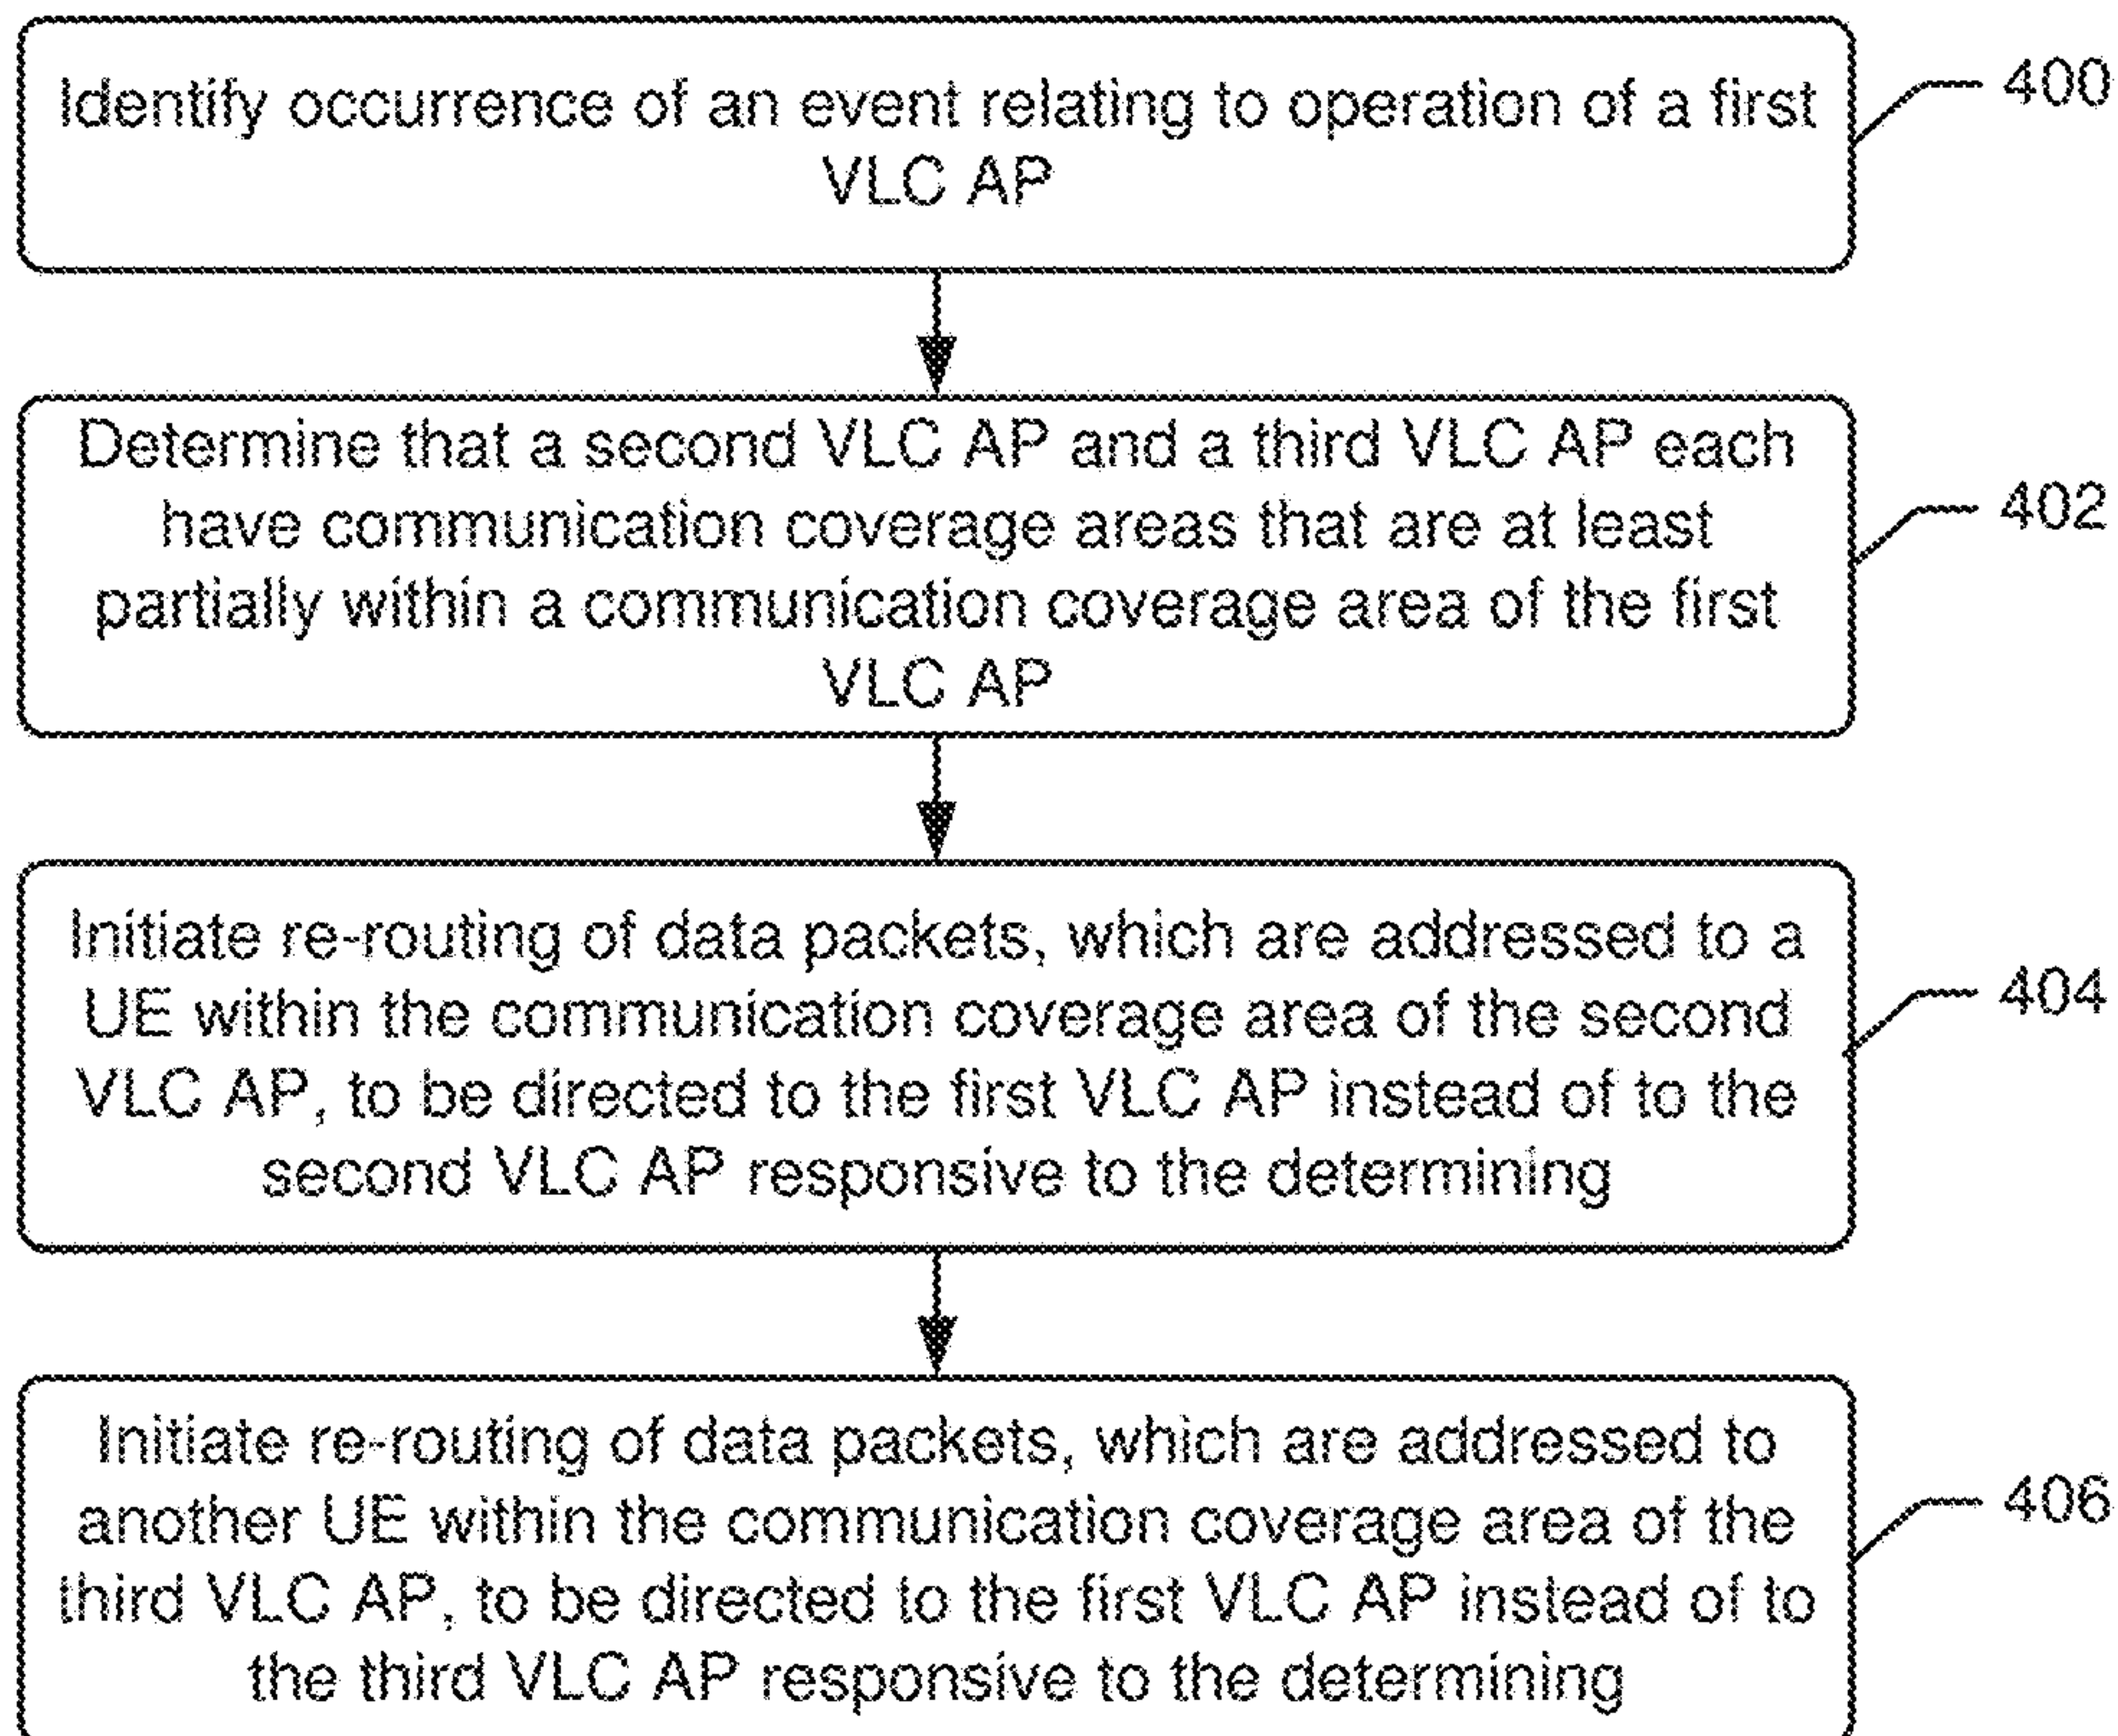 Identify occurrence of an event relating to operation of a first
VLC AP
400
Determine that a second VLC AP and a third VLC AP each
have communication coverage areas that are at least
partially within a communication coverage area of the first
VLC AP
402
Initiate re-routing of data packets, which are addressed to a
UE within the communication coverage area of the second
VLC AP, to be directed to the first VLC AP instead of to the
second VLC AP responsive to the determining
404
Initiate re-routing of data packets, which are addressed to
another UE within the communication coverage area of the
third VLC AP, to be directed to the first VLC AP instead of to
the third VLC AP responsive to the determining
406